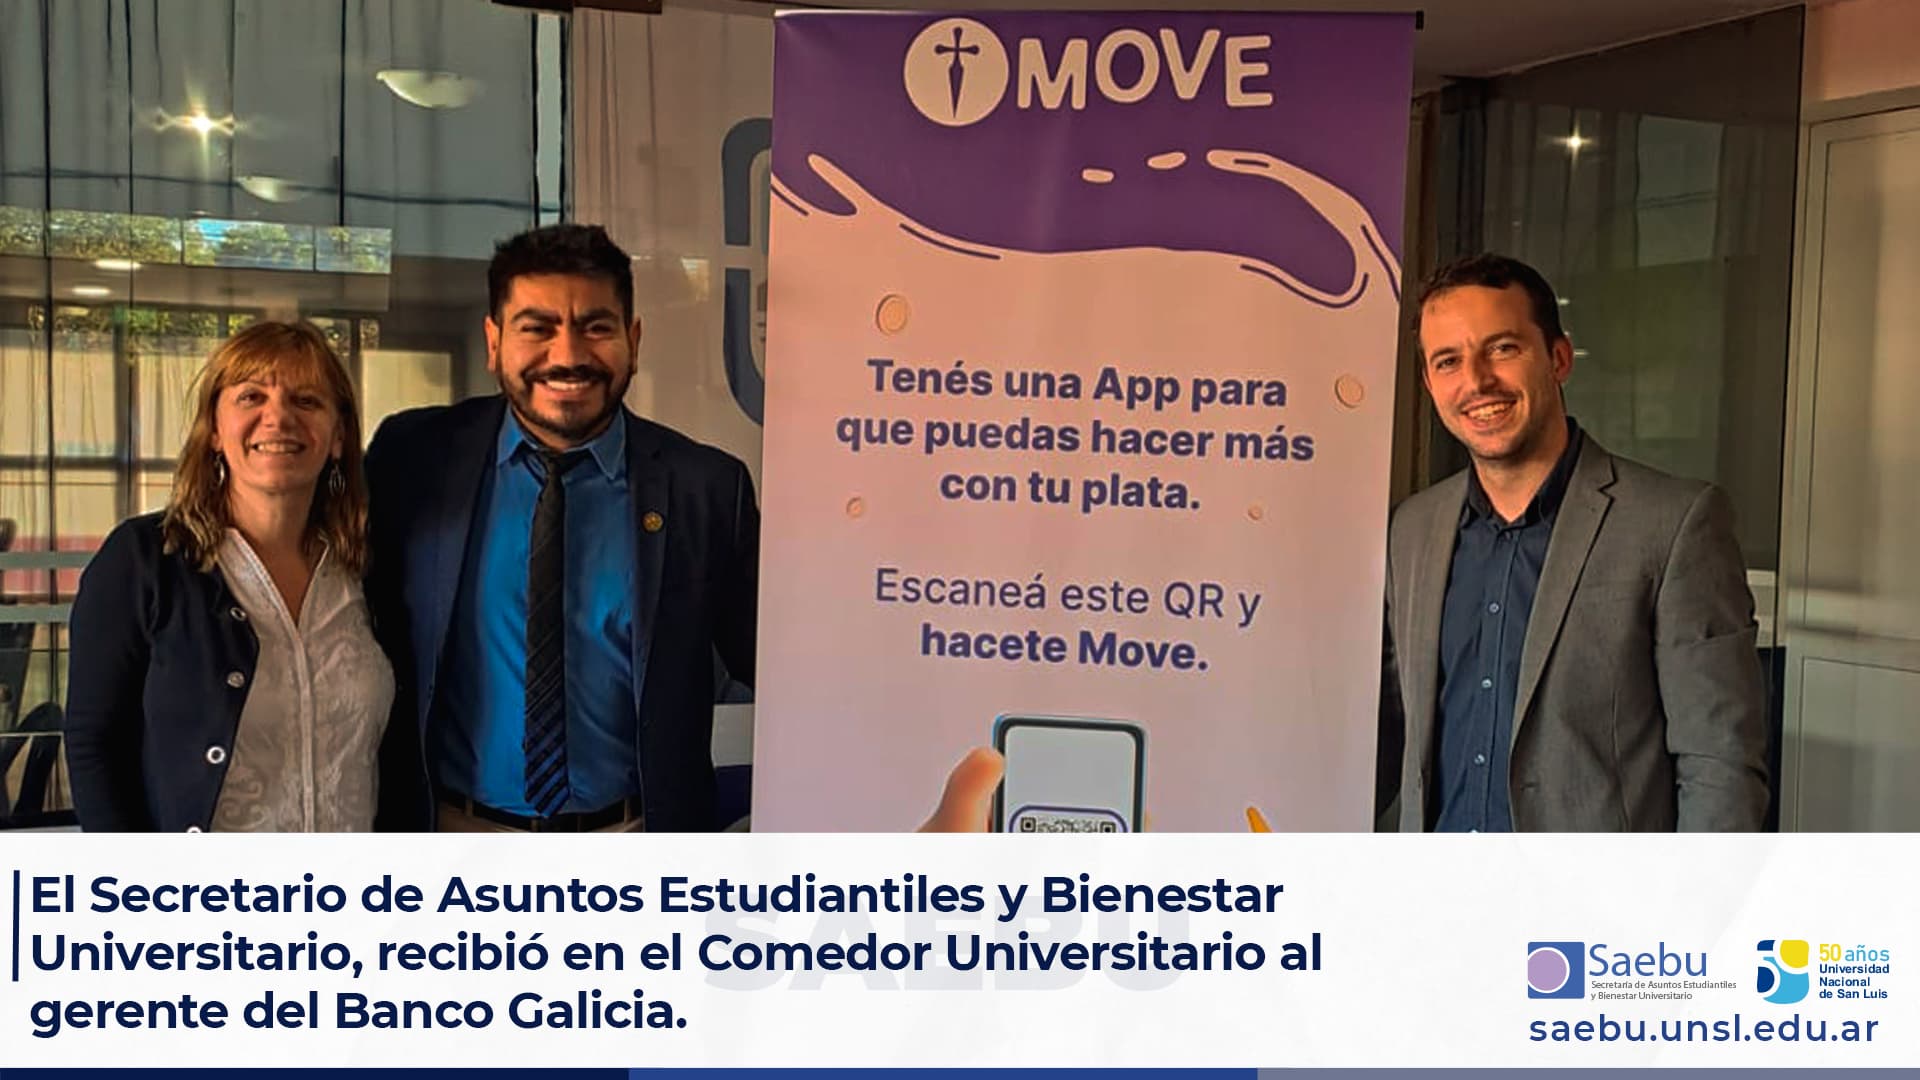 MOVE
Tenés una App para
que puedas hacer más
con tu plata.
Escaneá este QR y
hacete Move.
SAEBU
El Secretario de Asuntos Estudiantiles y Bienestar
Universitario, recibió en el Comedor Universitario al
gerente del Banco Galicia.
Saebu
Secretaría de Asuntos Estudiantiles
y Bienestar Universitario
50 años
Universidad
Nacional
de San Luis
saebu.unsl.edu.ar